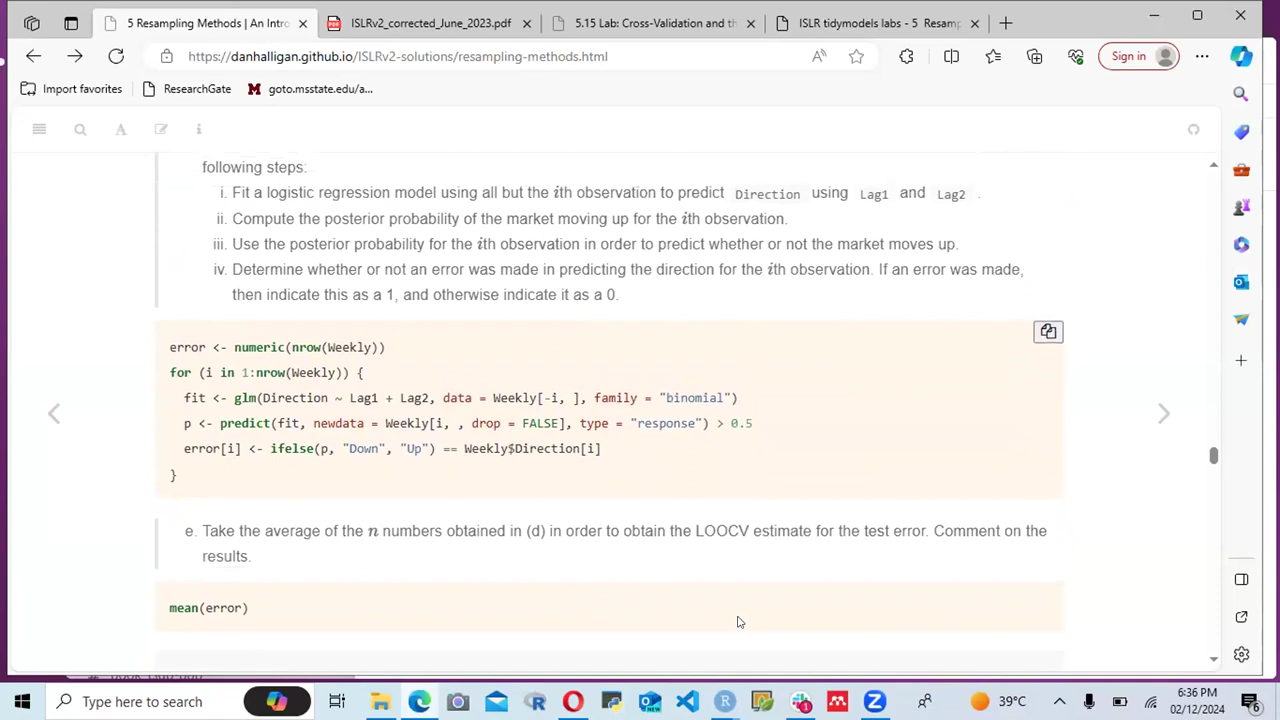 5 Resampling Methods | An Intro
ISLRv2_corrected_June_2023.pdf
5.15 Lab: Cross-Validation and th
ISLR tidymodels labs - 5 Resamp
https://danhalligan.github.io/ISLRv2-solutions/resampling-methods.html
Sign in
Import favorites
ResearchGate
goto.msstate.edu/a...
following steps:
i. Fit a logistic regression model using all but the ith observation to predict Direction using Lag1 and Lag2 .
ii. Compute the posterior probability of the market moving up for the ith observation.
iii. Use the posterior probability for the ith observation in order to predict whether or not the market moves up.
iv. Determine whether or not an error was made in predicting the direction for the ith observation. If an error was made,
then indicate this as a 1, and otherwise indicate it as a 0.
error <- numeric(nrow(Weekly))
for (i in 1:nrow(Weekly)) {
fit <- glm(Direction ~ Lag1 + Lag2, data = Weekly[-i, ], family = "binomial")
p <- predict(fit, newdata = Weekly[i, , drop = FALSE], type = "response") > 0.5
error[i] <- ifelse(p, "Down", "Up") == Weekly$Direction[i]
}
e. Take the average of the n numbers obtained in (d) in order to obtain the LOOCV estimate for the test error. Comment on the
results.
mean(error)
Type here to search
39°C
6:36 PM
02/12/2024
6